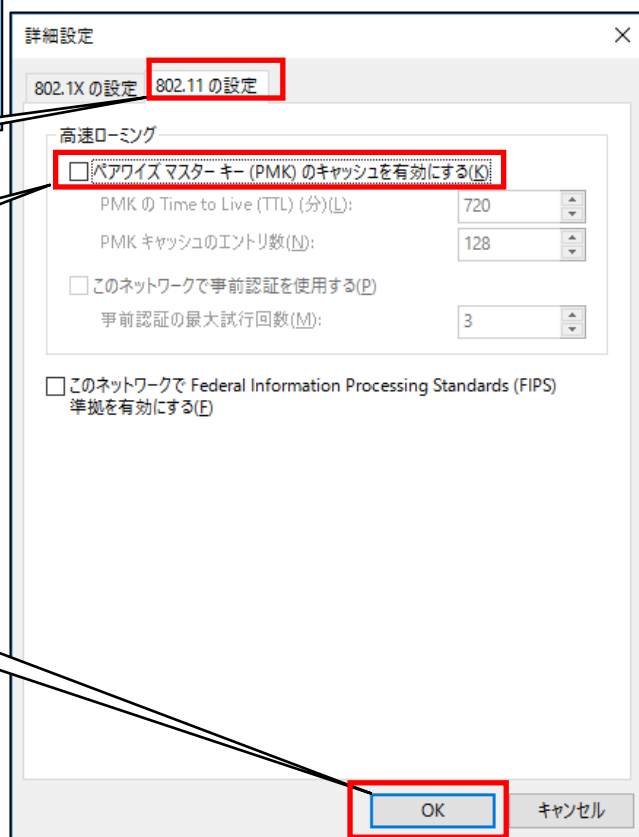 詳細設定
802.1X の設定 802.11 の設定
高速ローミング
ペアワイズ マスター キー (PMK) のキャッシュを有効にする(K)
PMK の Time to Live (TTL) (分)(L): 720
PMK キャッシュのエントリ数(N): 128
このネットワークで事前認証を使用する(P)
事前認証の最大試行回数(M): 3
このネットワークで Federal Information Processing Standards (FIPS)
準拠を有効にする(F)
OK キャンセル